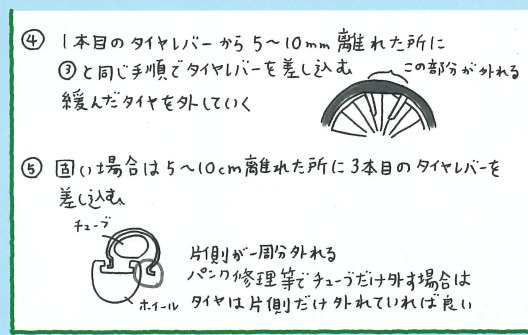 ④ 1本目のタイヤレバーから5〜10mm離れた所に
③と同じ手順でタイヤレバーを差し込む
この部分が外れる
緩んだタイヤを外していく
⑤ 固い場合は5〜10cm離れた所に3本目のタイヤレバーを
差し込む
チューブ
片側が一周分外れる
パンク修理等でチューブだけ外す場合は
ホイール
タイヤは片側だけ外れていれば良い